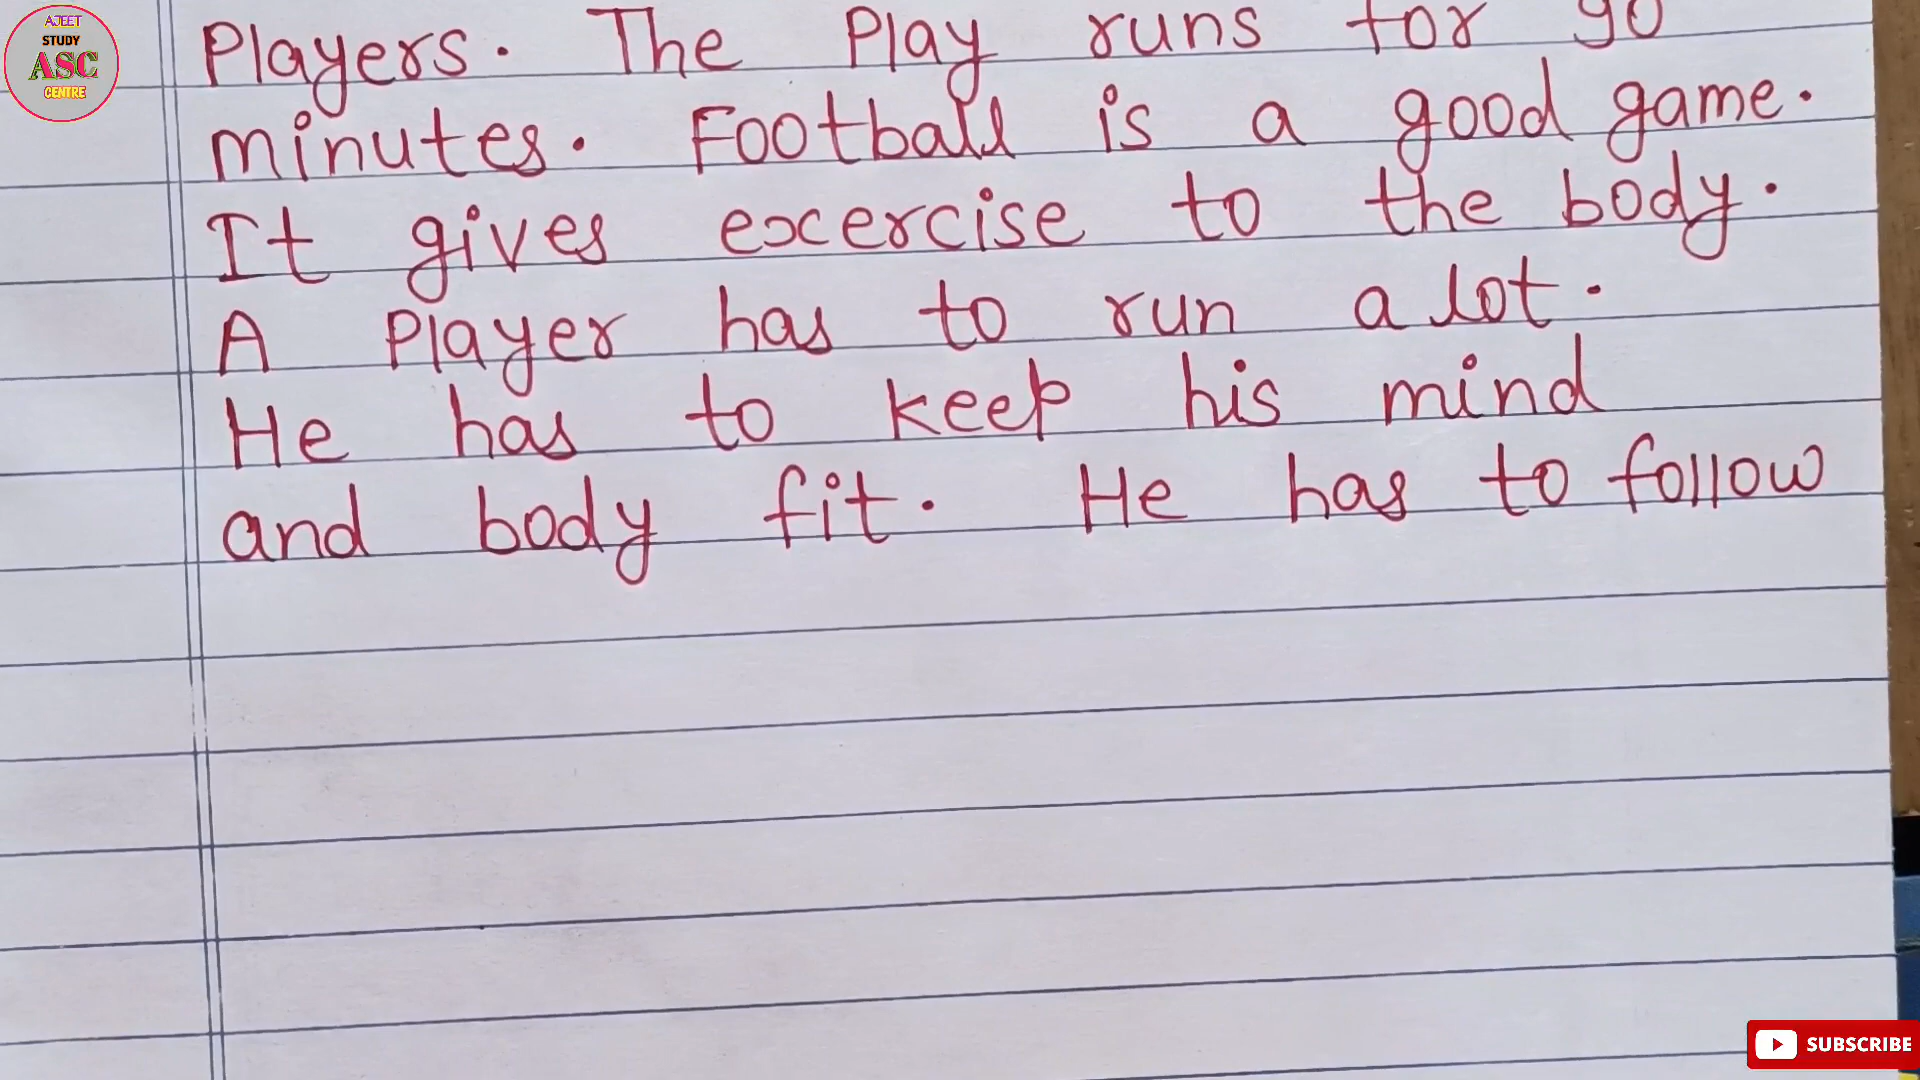 AJEET
STUDY
ASC
CENTRE
Players. The Play runs for 90
minutes. Football is a good game.
It gives excercise to the body.
A Player has to run a lot.
He has to keep his mind
and body fit. He has to follow
SUBSCRIBE